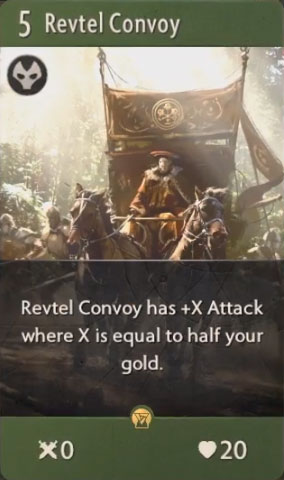 5 Revtel Convoy
Revtel Convoy has +X Attack
where X is equal to half your
gold.
0 20